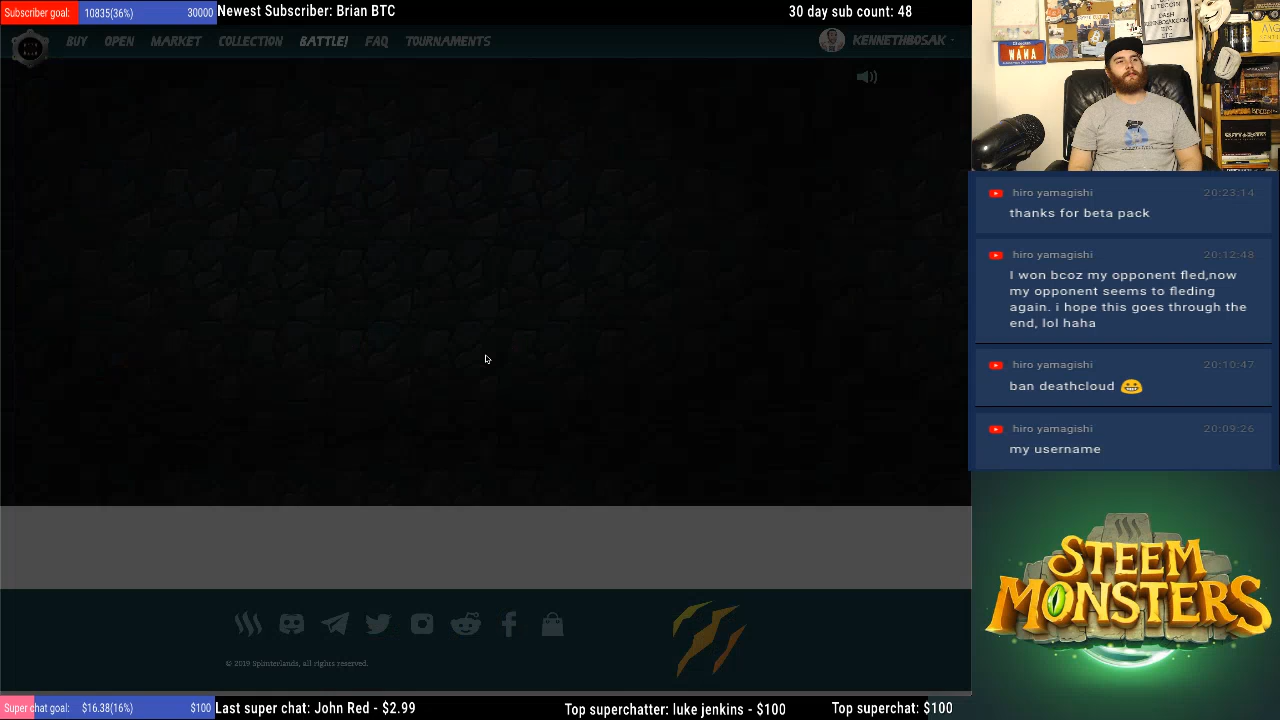 Subscriber goal: 10835(36%) 30000 Newest Subscriber: Brian BTC 30 day sub count: 48
BUY OPEN MARKET COLLECTION BATTLE! FAQ TOURNAMENTS KENNETHBOSAK
WAWA
LITECOIN
DASH
hiro yamagishi 20:23:14
thanks for beta pack
hiro yamagishi 20:12:48
I won bcoz my opponent fled,now
my opponent seems to fleding
again. i hope this goes through the
end, lol haha
hiro yamagishi 20:10:47
ban deathcloud
hiro yamagishi 20:09:26
my username
STEEM
MONSTERS
© 2019 Splinterlands, all rights reserved.
Super chat goal: $16.38(16%) $100 Last super chat: John Red - $2.99 Top superchatter: luke jenkins - $100 Top superchat: $100